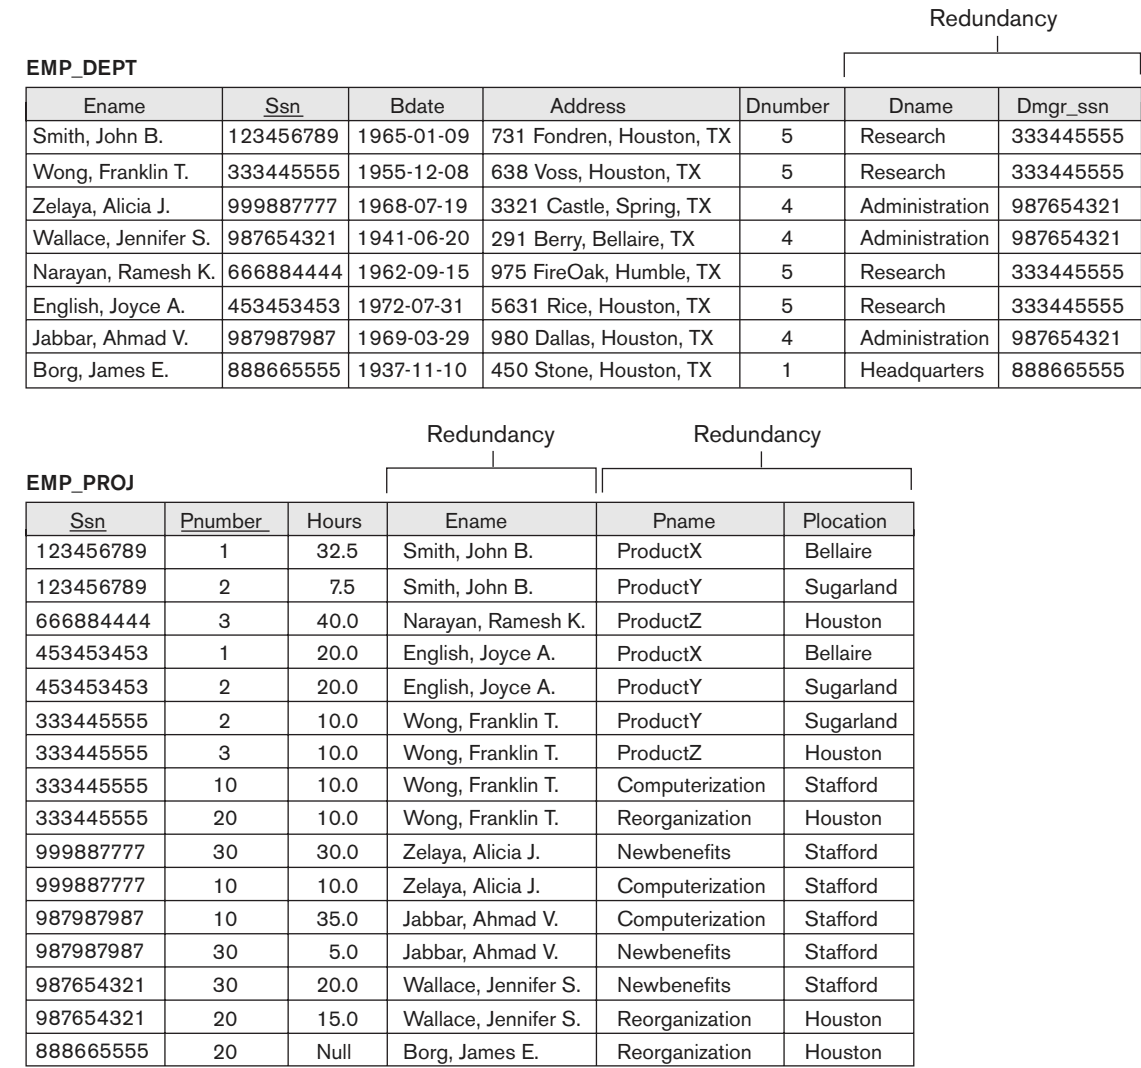 Redundancy
EMP_DEPT
Ename Ssn Bdate Address Dnumber Dname Dmgr_ssn
Smith, John B. 123456789 1965-01-09 731 Fondren, Houston, TX 5 Research 333445555
Wong, Franklin T. 333445555 1955-12-08 638 Voss, Houston, TX 5 Research 333445555
Zelaya, Alicia J. 999887777 1968-07-19 3321 Castle, Spring, TX 4 Administration 987654321
Wallace, Jennifer S. 987654321 1941-06-20 291 Berry, Bellaire, TX 4 Administration 987654321
Narayan, Ramesh K. 666884444 1962-09-15 975 FireOak, Humble, TX 5 Research 333445555
English, Joyce A. 453453453 1972-07-31 5631 Rice, Houston, TX 5 Research 333445555
Jabbar, Ahmad V. 987987987 1969-03-29 980 Dallas, Houston, TX 4 Administration 987654321
Borg, James E. 888665555 1937-11-10 450 Stone, Houston, TX 1 Headquarters 888665555
Redundancy Redundancy
EMP_PROJ
Ssn Pnumber Hours Ename Pname Plocation
123456789 1 32.5 Smith, John B. ProductX Bellaire
123456789 2 7.5 Smith, John B. ProductY Sugarland
666884444 3 40.0 Narayan, Ramesh K. ProductZ Houston
453453453 1 20.0 English, Joyce A. ProductX Bellaire
453453453 2 20.0 English, Joyce A. ProductY Sugarland
333445555 2 10.0 Wong, Franklin T. ProductY Sugarland
333445555 3 10.0 Wong, Franklin T. ProductZ Houston
333445555 10 10.0 Wong, Franklin T. Computerization Stafford
333445555 20 10.0 Wong, Franklin T. Reorganization Houston
999887777 30 30.0 Zelaya, Alicia J. Newbenefits Stafford
999887777 10 10.0 Zelaya, Alicia J. Computerization Stafford
987987987 10 35.0 Jabbar, Ahmad V. Computerization Stafford
987987987 30 5.0 Jabbar, Ahmad V. Newbenefits Stafford
987654321 30 20.0 Wallace, Jennifer S. Newbenefits Stafford
987654321 20 15.0 Wallace, Jennifer S. Reorganization Houston
888665555 20 Null Borg, James E. Reorganization Houston